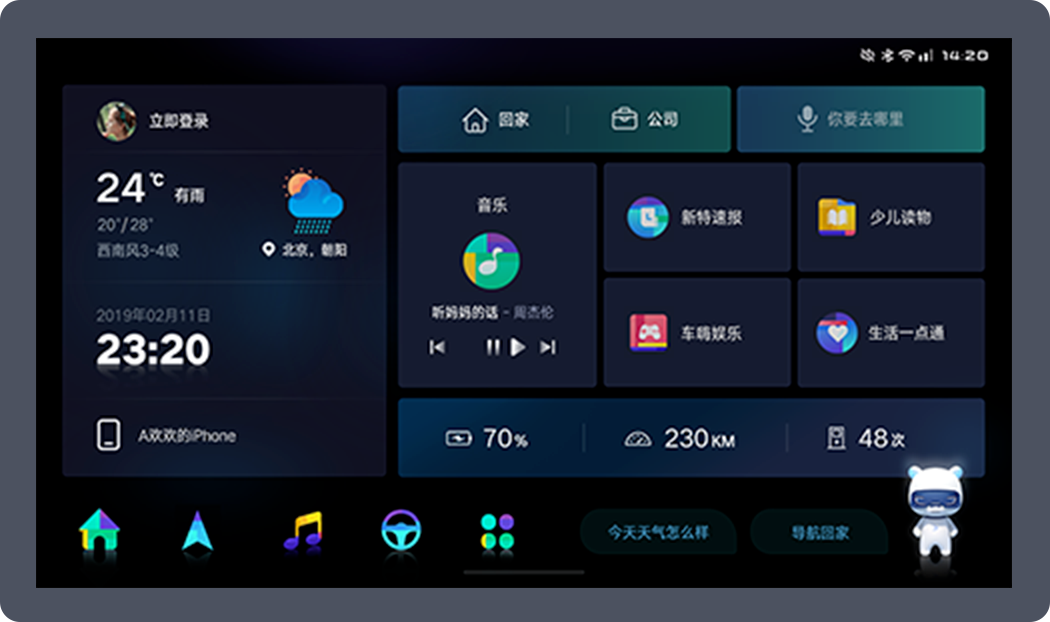 14:20
立即登录
24℃ 有雨
20°/28°
西南风3-4级
北京，朝阳
2019年02月11日
23:20
A欢欢的iPhone
回家
公司
你要去哪里
音乐
听妈妈的话 - 周杰伦
新特速报
少儿读物
车嗨娱乐
生活一点通
70%
230KM
48次
今天天气怎么样
导航回家